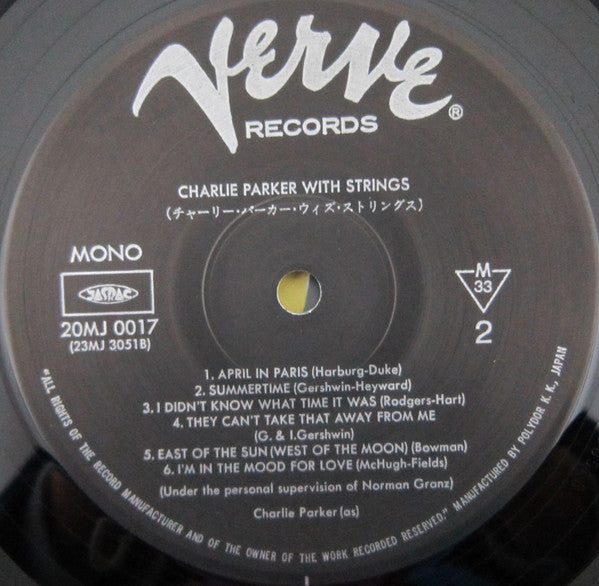 Verve®
RECORDS
CHARLIE PARKER WITH STRINGS
(チャーリー・パーカー・ウィズ・ストリングス)
MONO
JASRAC
20MJ 0017
(23MJ 3051B)
M
33
2
1. APRIL IN PARIS (Harburg-Duke)
2. SUMMERTIME (Gershwin-Heyward)
3. I DIDN'T KNOW WHAT TIME IT WAS (Rodgers-Hart)
4. THEY CAN'T TAKE THAT AWAY FROM ME
(G. & I.Gershwin)
5. EAST OF THE SUN (WEST OF THE MOON) (Bowman)
6. I'M IN THE MOOD FOR LOVE (McHugh-Fields)
(Under the personal supervision of Norman Granz)
Charlie Parker (as)
"ALL RIGHTS OF THE RECORD MANUFACTURER AND OF THE OWNER OF THE WORK RECORDED RESERVED." MANUFACTURED BY POLYDOR K. K., JAPAN